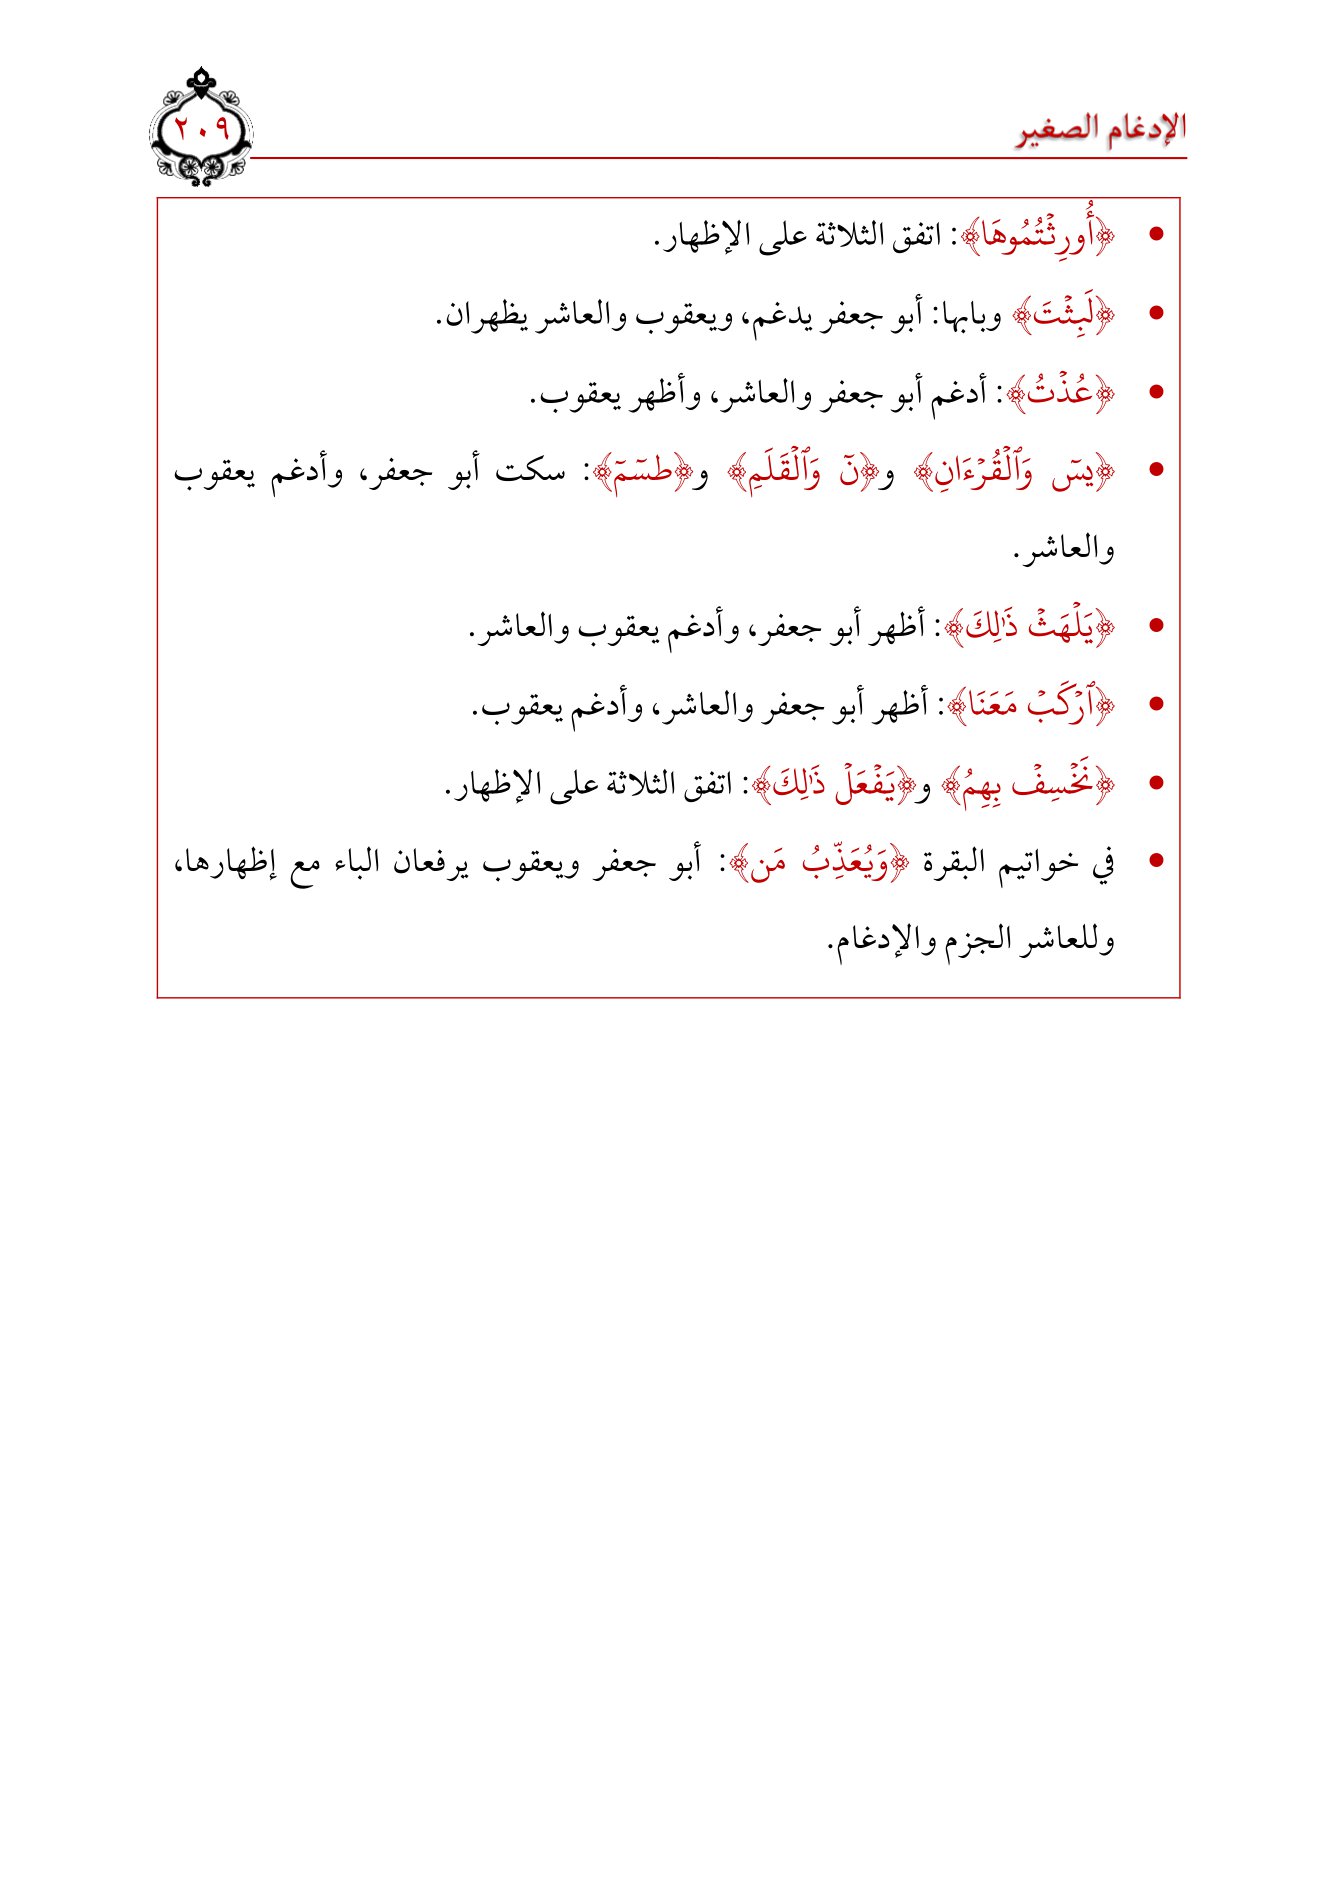 الإدغام الصغير
٢٠٩
• ﴿أُورِثۡتُمُوهَا﴾: اتفق الثلاثة على الإظهار.
• ﴿لَبِثۡتَ﴾ وبابها: أبو جعفر يدغم، ويعقوب والعاشر يظهران.
• ﴿عُذۡتُ﴾: أدغم أبو جعفر والعاشر، وأظهر يعقوب.
• ﴿يسٓ وَٱلۡقُرۡءَانِ﴾ و﴿نٓ وَٱلۡقَلَمِ﴾ و﴿طسٓمٓ﴾: سكت أبو جعفر، وأدغم يعقوب
والعاشر.
• ﴿يَلۡهَثۡ ذَٰلِكَ﴾: أظهر أبو جعفر، وأدغم يعقوب والعاشر.
• ﴿ٱرۡكَبۡ مَعَنَا﴾: أظهر أبو جعفر والعاشر، وأدغم يعقوب.
• ﴿نَخۡسِفۡ بِهِمُ﴾ و﴿يَفۡعَلۡ ذَٰلِكَ﴾: اتفق الثلاثة على الإظهار.
• في خواتيم البقرة ﴿وَيُعَذِّبُ مَن﴾: أبو جعفر ويعقوب يرفعان الباء مع إظهارها،
وللعاشر الجزم والإدغام.